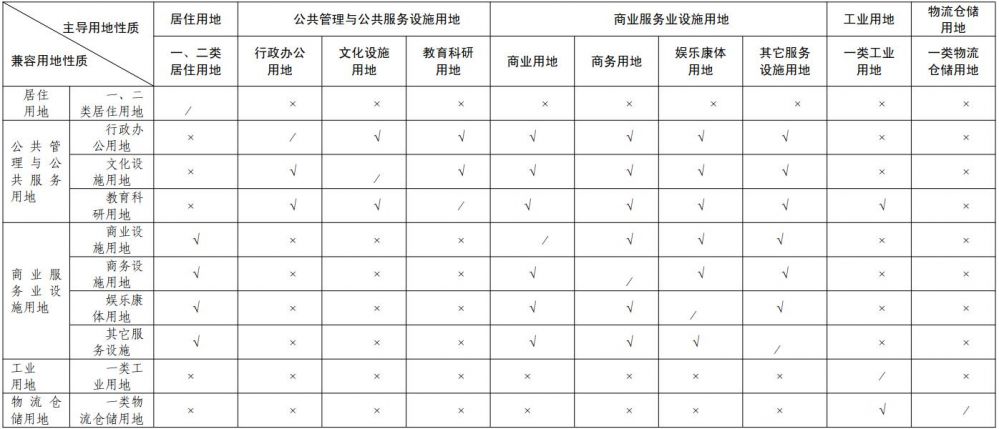 主导用地性质
兼容用地性质
居住用地 公共管理与公共服务设施用地 商业服务业设施用地 工业用地 物流仓储
用地
一、二类
居住用地 行政办公
用地 文化设施
用地 教育科研
用地 商业用地 商务用地 娱乐康体
用地 其它服务
设施用地 一类工业
用地 一类物流
仓储用地
居住
用地 一、二
类居住用地 / × × × × × × × × ×
公共管
理与公
共服务
用地 行政办
公用地 × / √ √ √ √ √ √ × ×
文化设
施用地 × √ / √ √ √ √ √ × ×
教育科
研用地 × √ √ / √ √ √ √ √ ×
商业服
务业设
施用地 商业设
施用地 √ × × × / √ √ √ × ×
商务设
施用地 √ × × × √ / √ √ × ×
娱乐康
体用地 √ × × × √ √ / √ × ×
其它服
务设施 √ × × × √ √ √ / × ×
工业
用地 一类工
业用地 × × × × × × × × / ×
物流仓
储用地 一类物
流仓储用地 × × × × × × × × √ /